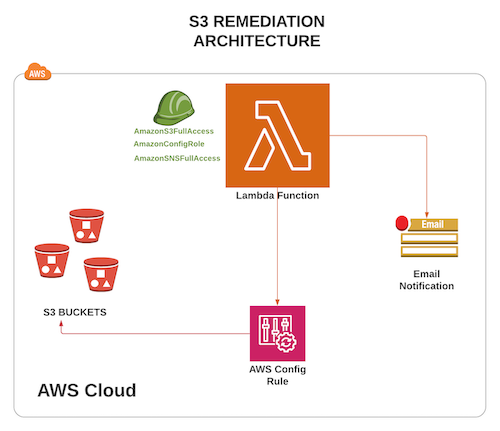 S3 REMEDIATION
ARCHITECTURE
AWS
AmazonS3FullAccess
AmazonConfigRole
AmazonSNSFullAccess
Lambda Function
Email
Email
Notification
S3 BUCKETS
AWS Config
Rule
AWS Cloud